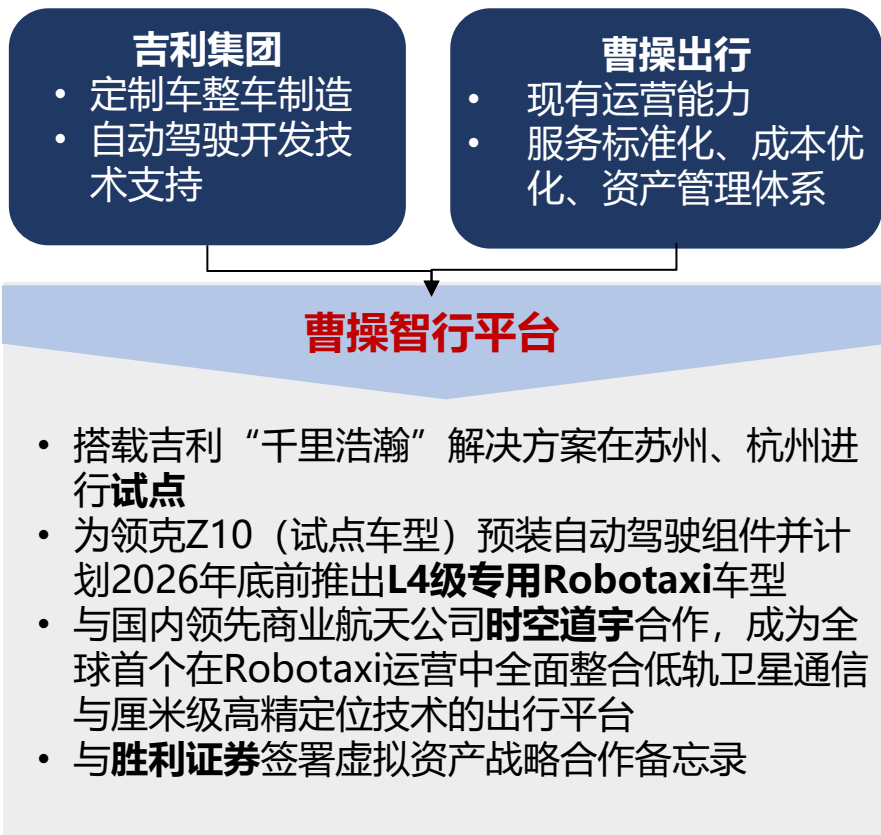 吉利集团
• 定制车整车制造
• 自动驾驶开发技
术支持
曹操出行
• 现有运营能力
• 服务标准化、成本优
化、资产管理体系
曹操智行平台
• 搭载吉利“千里浩瀚”解决方案在苏州、杭州进
行试点
• 为领克Z10（试点车型）预装自动驾驶组件并计
划2026年底前推出L4级专用Robotaxi车型
• 与国内领先商业航天公司时空道宇合作，成为全
球首个在Robotaxi运营中全面整合低轨卫星通信
与厘米级高精定位技术的出行平台
• 与胜利证券签署虚拟资产战略合作备忘录